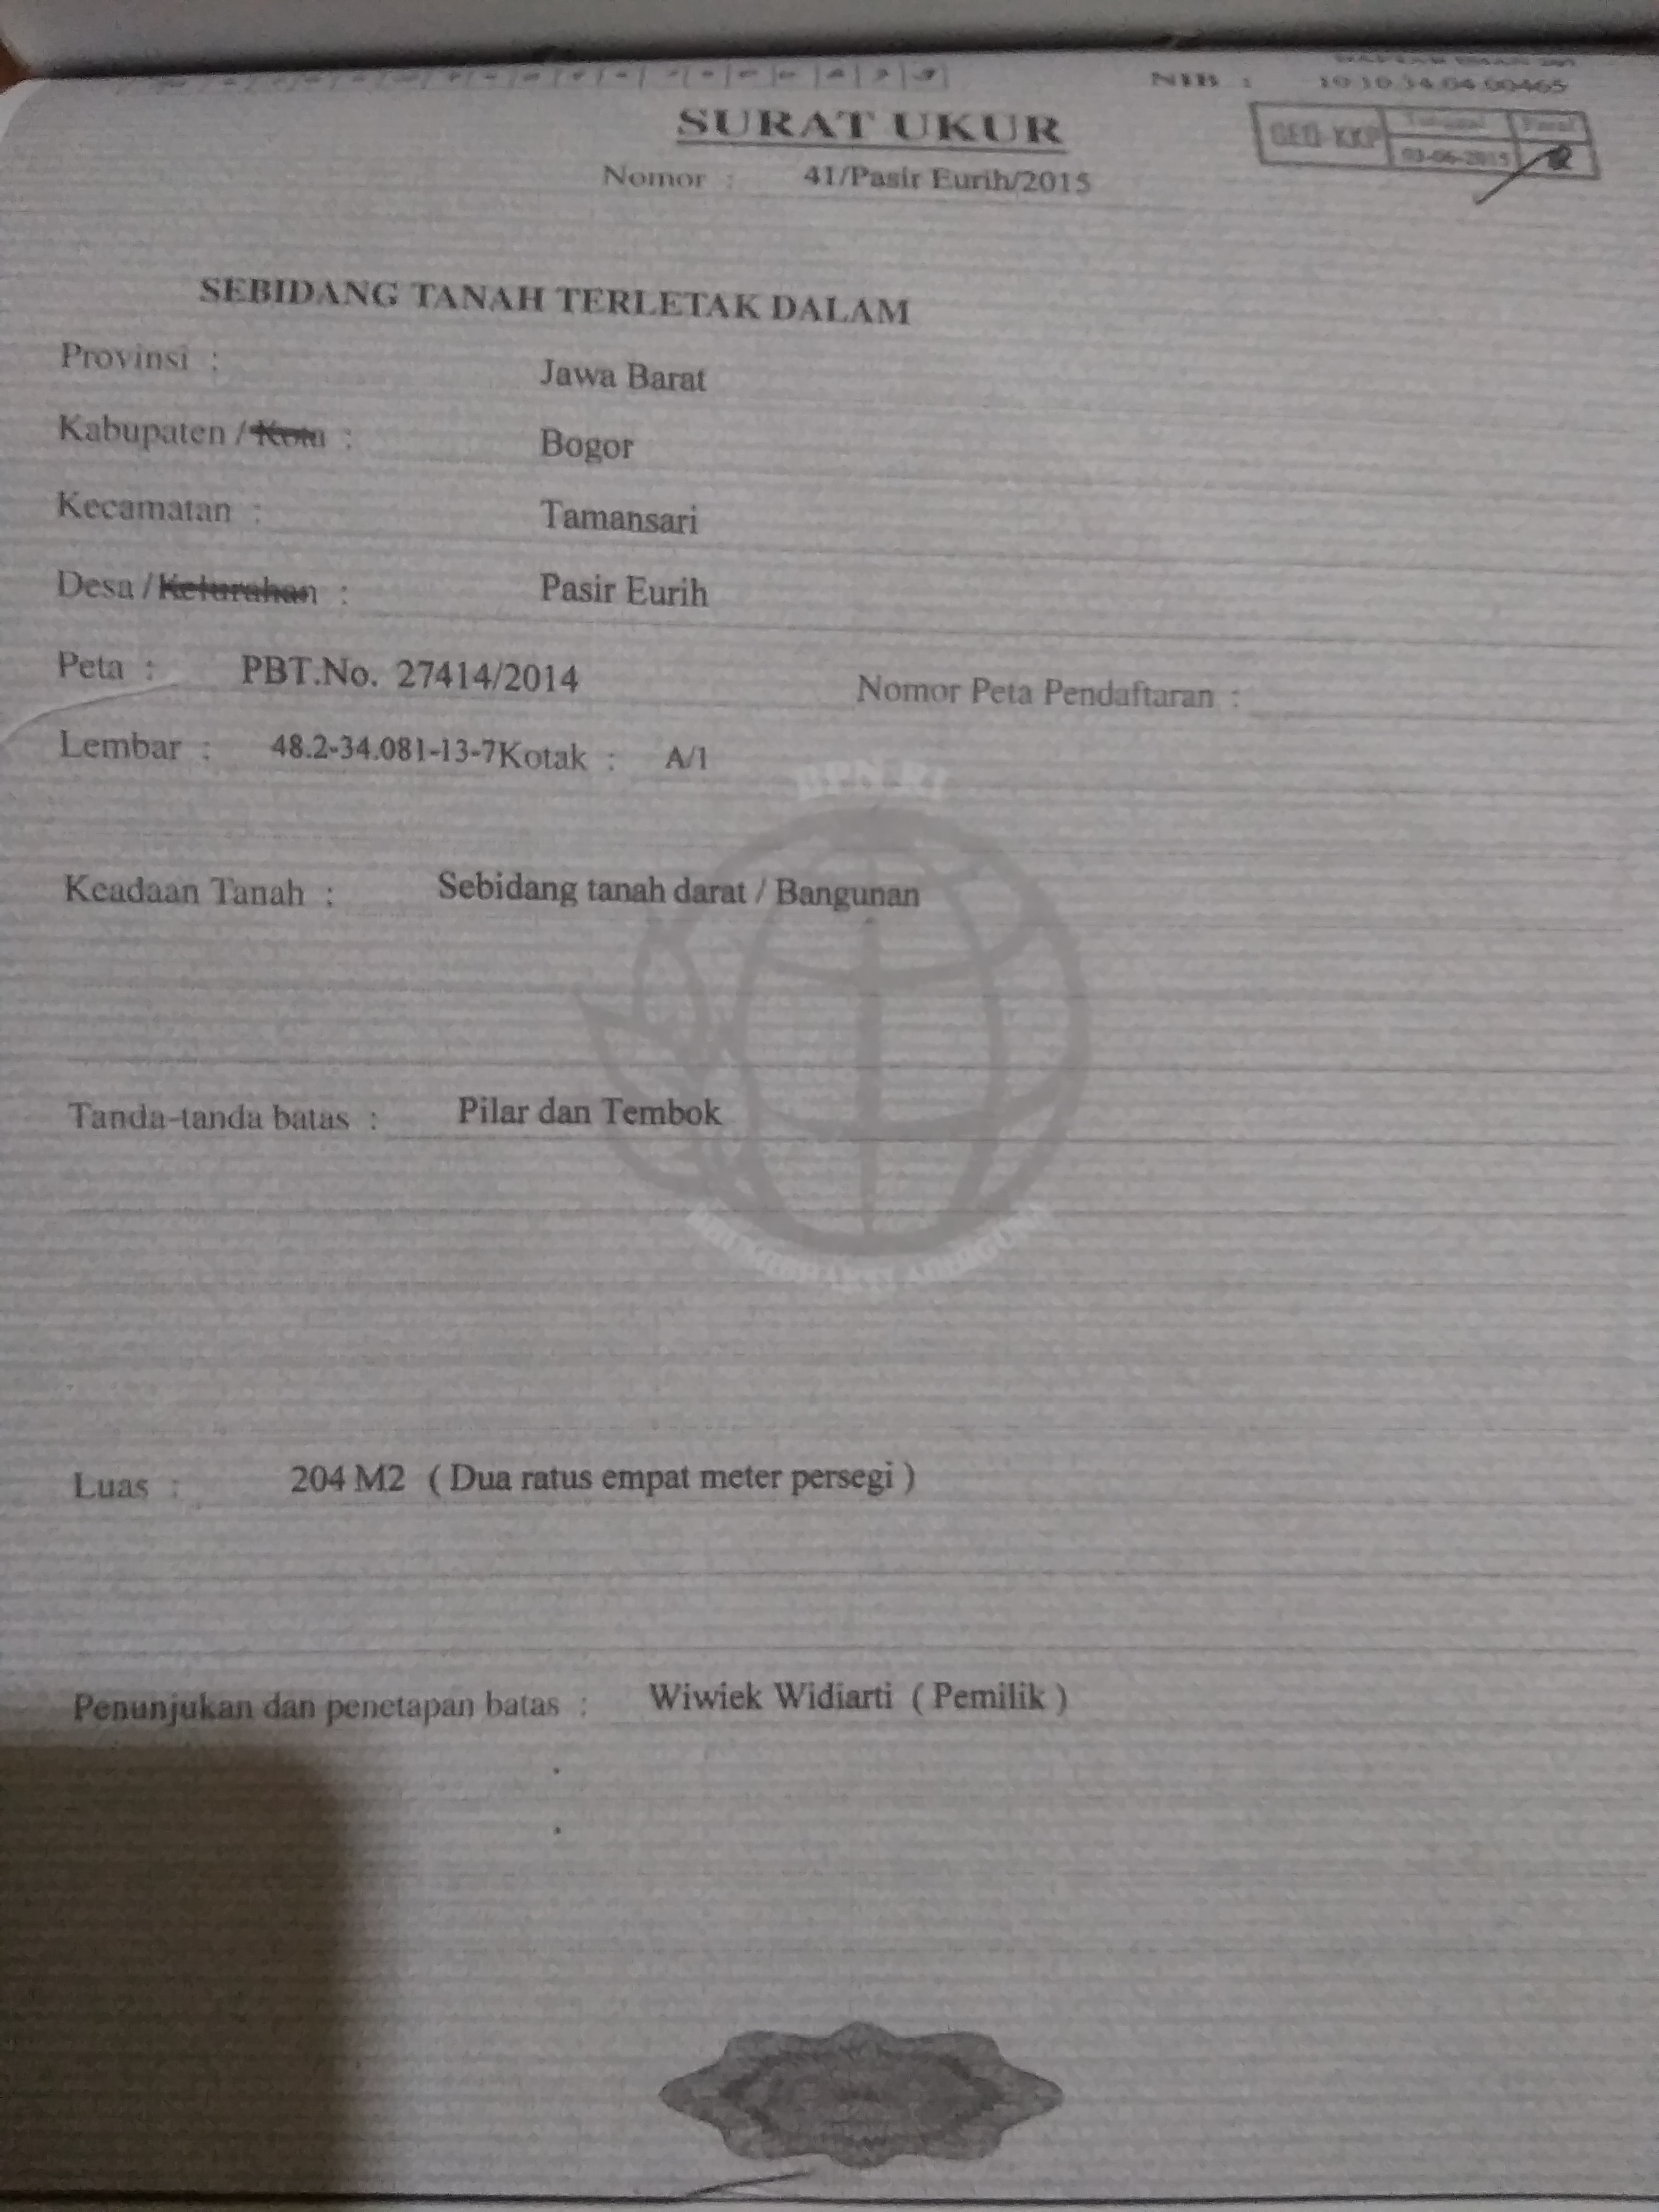 NIB : 10.10.34.04.00465
SURAT UKUR
GEO-KKP
03-06-2015
Nomor : 41/Pasir Eurih/2015
SEBIDANG TANAH TERLETAK DALAM
Provinsi : Jawa Barat
Kabupaten / Kota : Bogor
Kecamatan : Tamansari
Desa / Kelurahan : Pasir Eurih
Peta : PBT.No. 27414/2014 Nomor Peta Pendaftaran :
Lembar : 48.2-34.081-13-7 Kotak : A/1
BPN RI
Keadaan Tanah : Sebidang tanah darat / Bangunan
Tanda-tanda batas : Pilar dan Tembok
Luas : 204 M2 ( Dua ratus empat meter persegi )
Penunjukan dan penetapan batas : Wiwiek Widiarti ( Pemilik )